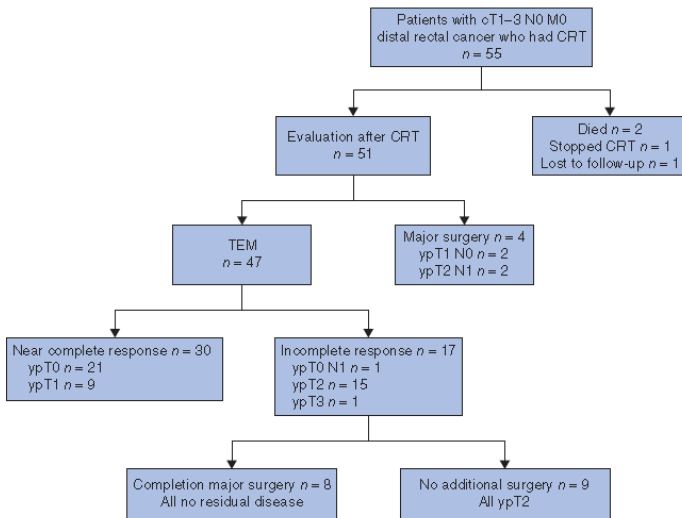 Patients with cT1–3 N0 M0
distal rectal cancer who had CRT
n = 55
Evaluation after CRT
n = 51
Died n = 2
Stopped CRT n = 1
Lost to follow-up n = 1
TEM
n = 47
Major surgery n = 4
ypT1 N0 n = 2
ypT2 N1 n = 2
Near complete response n = 30
ypT0 n = 21
ypT1 n = 9
Incomplete response n = 17
ypT0 N1 n = 1
ypT2 n = 15
ypT3 n = 1
Completion major surgery n = 8
All no residual disease
No additional surgery n = 9
All ypT2